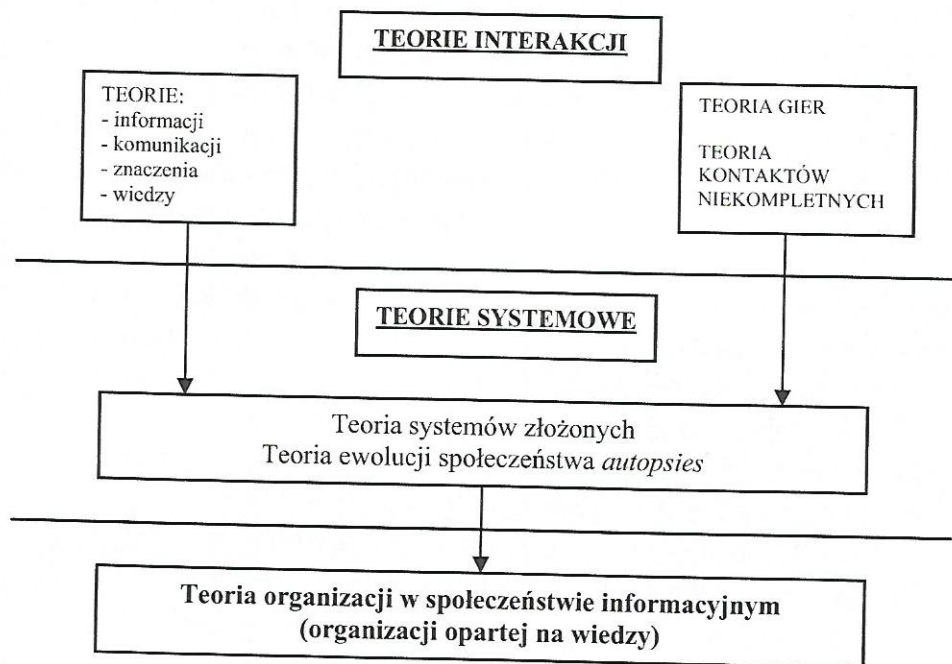 TEORIE INTERAKCJI
TEORIE:
- informacji
- komunikacji
- znaczenia
- wiedzy
TEORIA GIER
TEORIA
KONTAKTÓW
NIEKOMPLETNYCH
TEORIE SYSTEMOWE
Teoria systemów złożonych
Teoria ewolucji społeczeństwa autopsies
Teoria organizacji w społeczeństwie informacyjnym
(organizacji opartej na wiedzy)